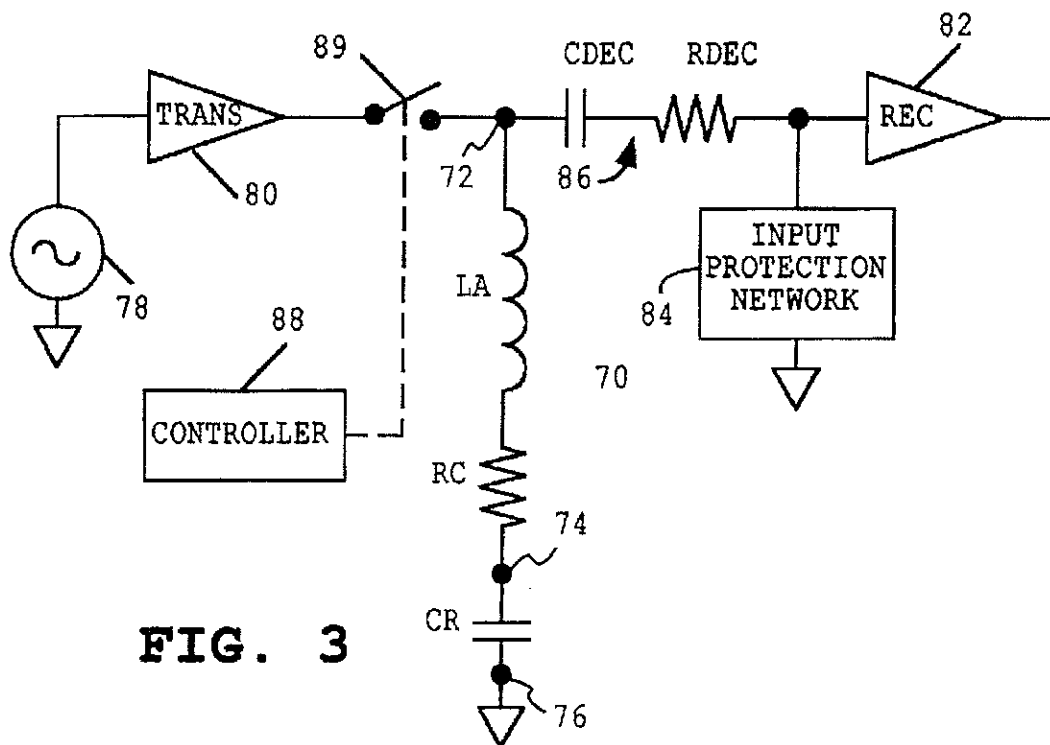 89
82
CDEC RDEC
TRANS
REC
72
86
80
INPUT
PROTECTION
NETWORK
84
LA
78
88
70
CONTROLLER
RC
74
CR
FIG. 3
76